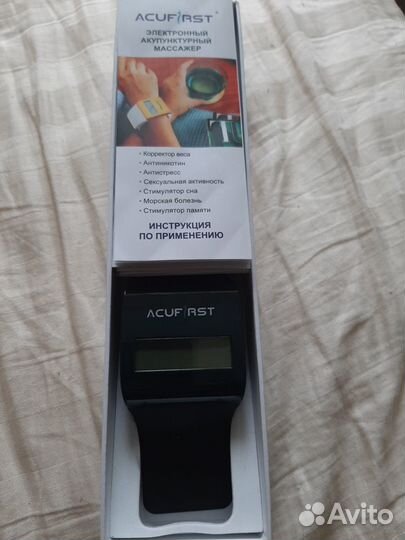 ACUFIRST
ЭЛЕКТРОННЫЙ
АКУПУНКТУРНЫЙ
МАССАЖЕР
• Корректор веса
• Антиникотин
• Антистресс
• Сексуальная активность
• Стимулятор сна
• Морская болезнь
• Стимулятор памяти
ИНСТРУКЦИЯ
ПО ПРИМЕНЕНИЮ
ACUFIRST
Avito